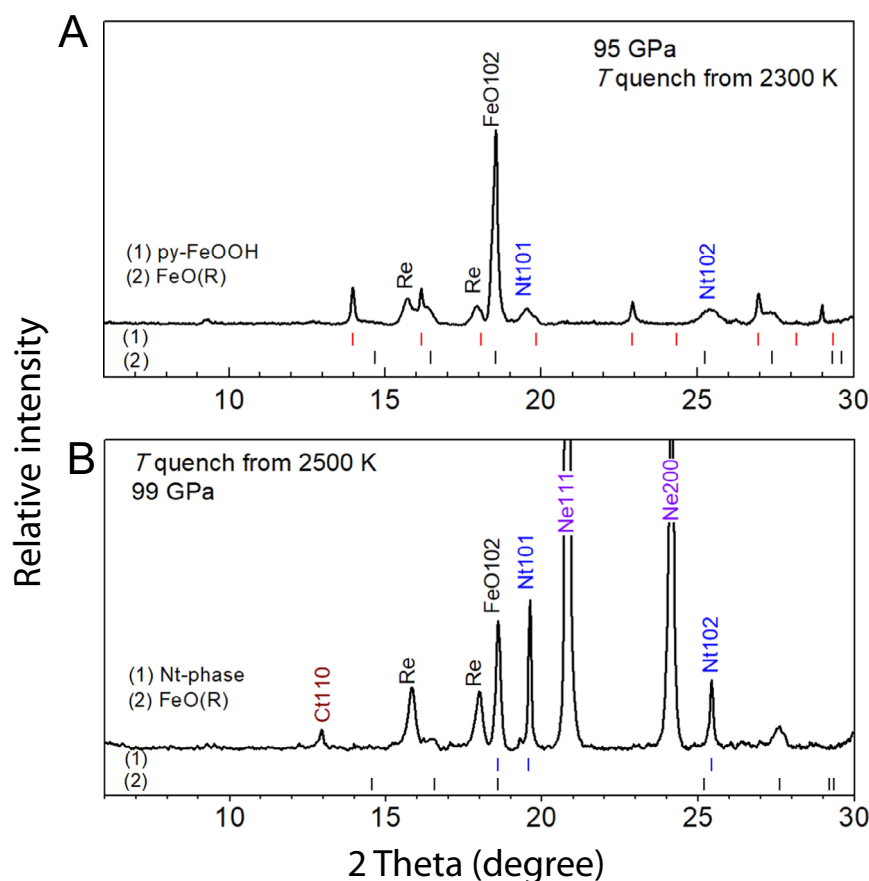 A
95 GPa
T quench from 2300 K
FeO102
Nt101
Nt102
Re
Re
(1) py-FeOOH
(2) FeO(R)
(1)
(2)
10
15
20
25
30
Relative intensity
B
T quench from 2500 K
99 GPa
Ne111
Ne200
FeO102
Nt101
Nt102
Re
Re
Ct110
(1) Nt-phase
(2) FeO(R)
(1)
(2)
10
15
20
25
30
2 Theta (degree)